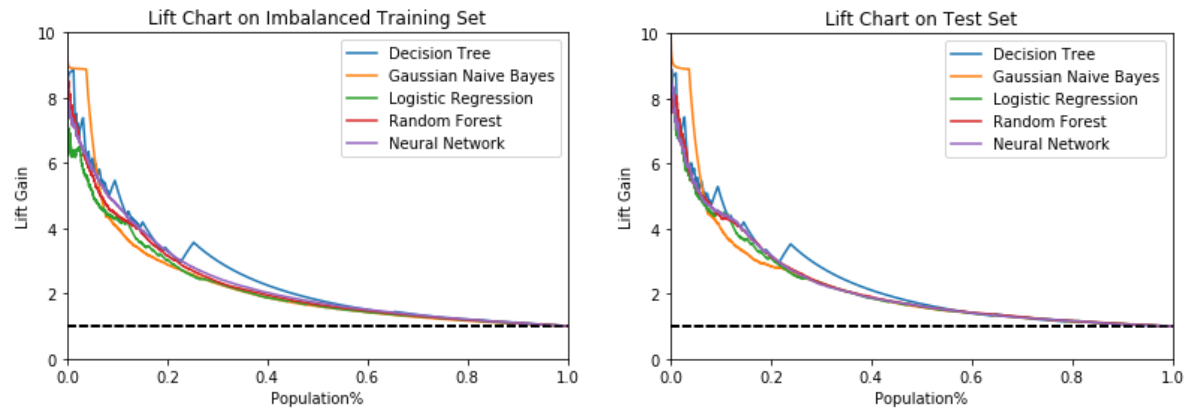 Lift Chart on Imbalanced Training Set
10
8
6
4
2
0
Lift Gain
Decision Tree
Gaussian Naive Bayes
Logistic Regression
Random Forest
Neural Network
0.0 0.2 0.4 0.6 0.8 1.0
Population%
Lift Chart on Test Set
10
8
6
4
2
0
Lift Gain
Decision Tree
Gaussian Naive Bayes
Logistic Regression
Random Forest
Neural Network
0.0 0.2 0.4 0.6 0.8 1.0
Population%